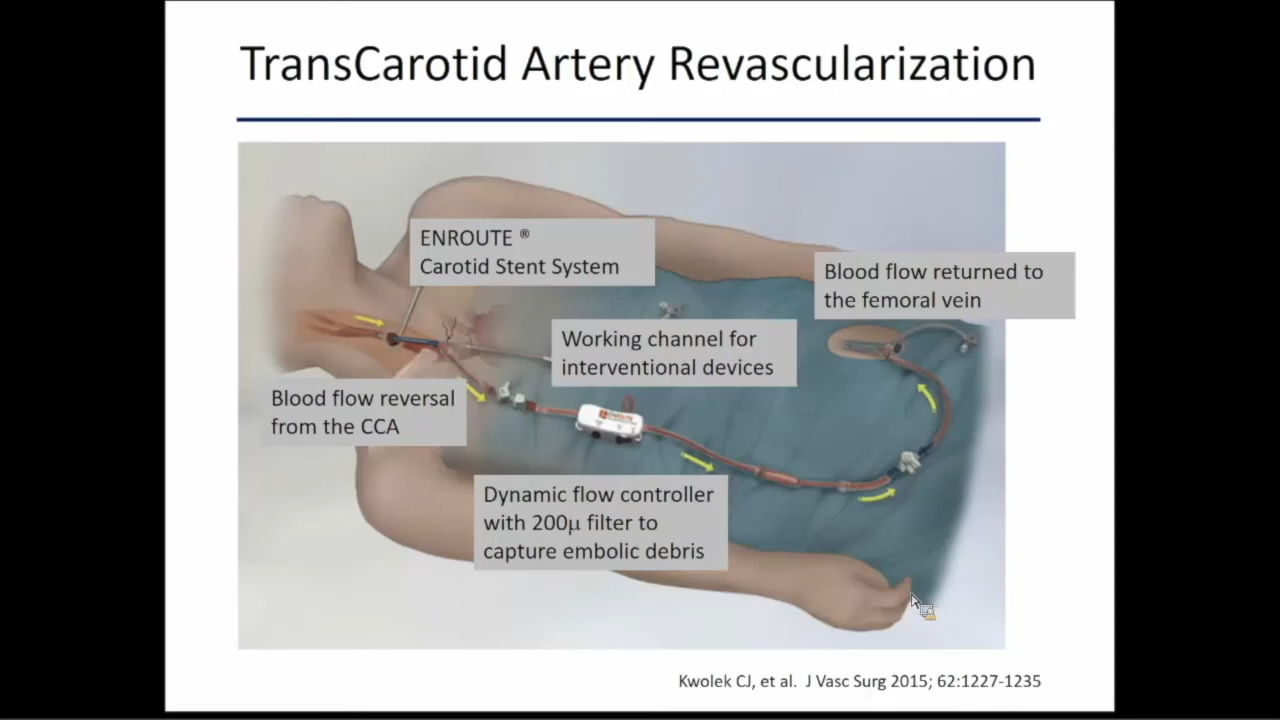 TransCarotid Artery Revascularization
ENROUTE ®
Carotid Stent System
Blood flow returned to
the femoral vein
Working channel for
interventional devices
Blood flow reversal
from the CCA
ENROUTE
Dynamic flow controller
with 200µ filter to
capture embolic debris
Kwolek CJ, et al. J Vasc Surg 2015; 62:1227-1235